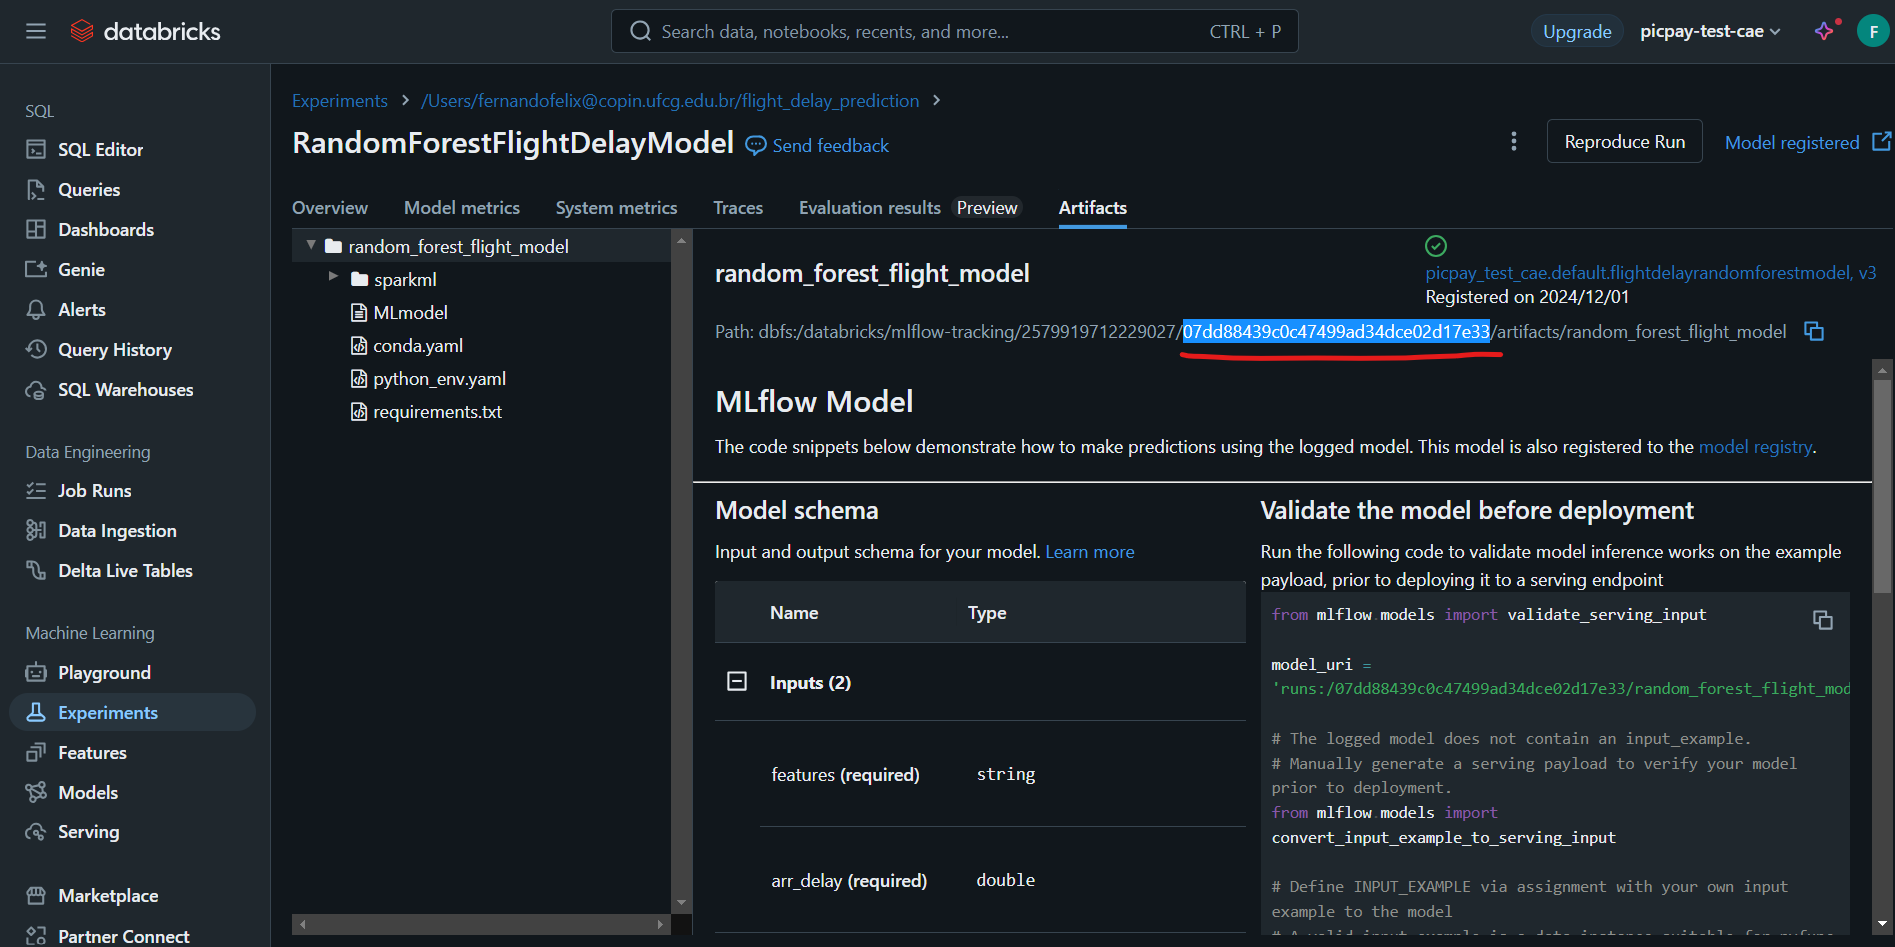 databricks
Search data, notebooks, recents, and more...
CTRL + P
Upgrade
picpay-test-cae
F
SQL
SQL Editor
Queries
Dashboards
Genie
Alerts
Query History
SQL Warehouses
Data Engineering
Job Runs
Data Ingestion
Delta Live Tables
Machine Learning
Playground
Experiments
Features
Models
Serving
Marketplace
Partner Connect
Experiments > /Users/fernandofelix@copin.ufcg.edu.br/flight_delay_prediction >
RandomForestFlightDelayModel
Send feedback
Reproduce Run
Model registered
Overview
Model metrics
System metrics
Traces
Evaluation results
Preview
Artifacts
random_forest_flight_model
sparkml
MLmodel
conda.yaml
python_env.yaml
requirements.txt
random_forest_flight_model
picpay_test_cae.default.flightdelayrandomforestmodel, v3
Registered on 2024/12/01
Path: dbfs:/databricks/mlflow-tracking/2579919712229027/07dd88439c0c47499ad34dce02d17e33/artifacts/random_forest_flight_model
MLflow Model
The code snippets below demonstrate how to make predictions using the logged model. This model is also registered to the model registry.
Model schema
Input and output schema for your model. Learn more
Name
Type
Inputs (2)
features (required)
string
arr_delay (required)
double
Validate the model before deployment
Run the following code to validate model inference works on the example
payload, prior to deploying it to a serving endpoint
from mlflow.models import validate_serving_input
model_uri =
'runs:/07dd88439c0c47499ad34dce02d17e33/random_forest_flight_mod
# The logged model does not contain an input_example.
# Manually generate a serving payload to verify your model
prior to deployment.
from mlflow.models import
convert_input_example_to_serving_input
# Define INPUT_EXAMPLE via assignment with your own input
example to the model